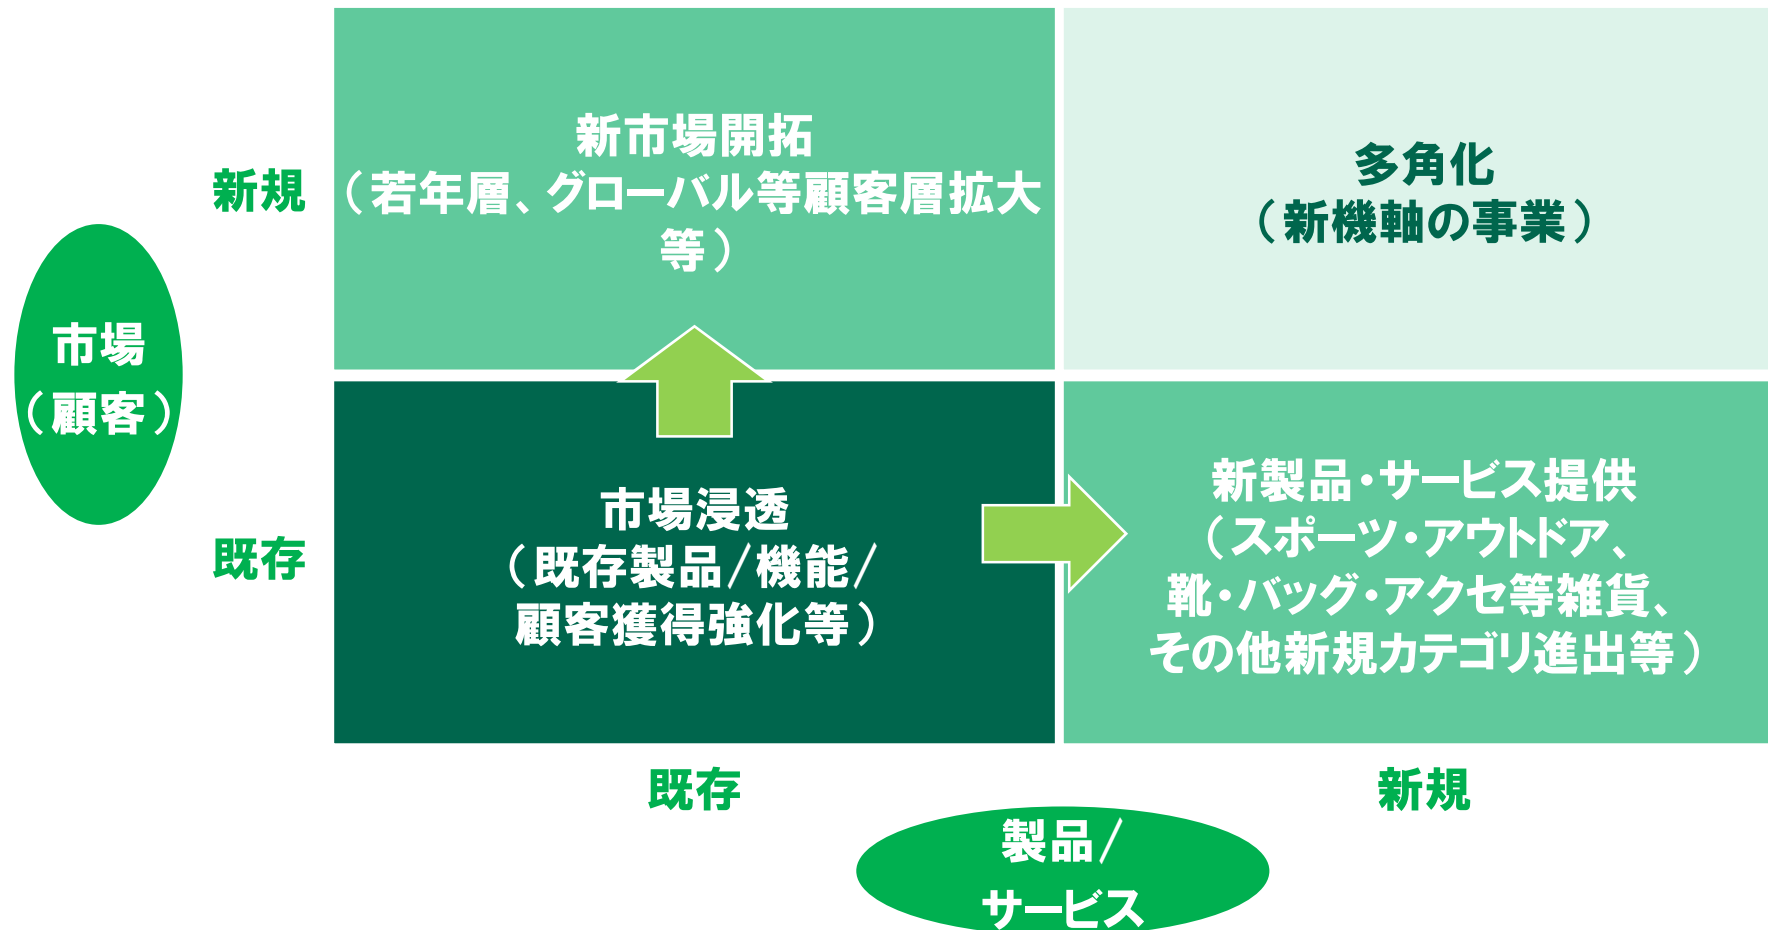 新規
新市場開拓
（若年層、グローバル等顧客層拡大
等）
多角化
（新機軸の事業）
市場
（顧客）
既存
市場浸透
（既存製品/機能/
顧客獲得強化等）
新製品・サービス提供
（スポーツ・アウトドア、
靴・バッグ・アクセ等雑貨、
その他新規カテゴリ進出等）
既存
新規
製品/
サービス